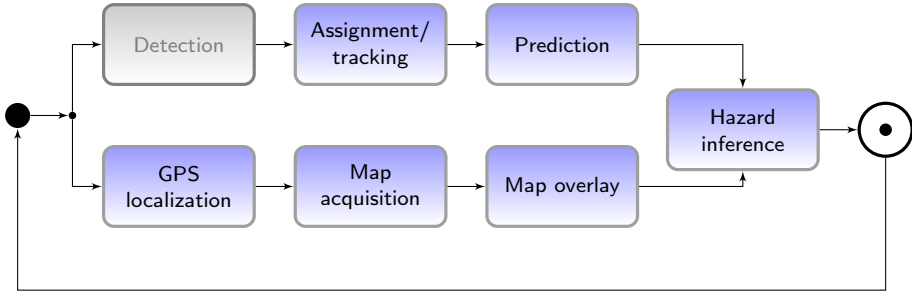 Detection
Assignment/
tracking
Prediction
Hazard
inference
GPS
localization
Map
acquisition
Map overlay